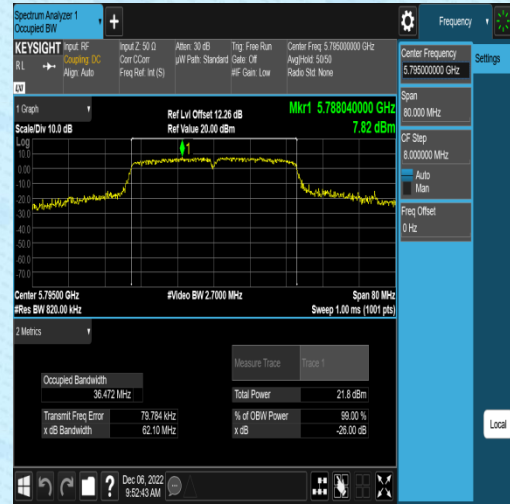 Spectrum Analyzer 1
Occupied BW
+
Frequency
KEYSIGHT
Input: RF
Input Z: 50 Ω
Atten: 30 dB
Trig: Free Run
Center Freq: 5.795000000 GHz
RL
Coupling: DC
Corr CCorr
µW Path: Standard
Gate: Off
Avg|Hold: 50/50
Align: Auto
Freq Ref: Int (S)
#IF Gain: Low
Radio Std: None
Center Frequency
5.795000000 GHz
Settings
Span
80.000 MHz
CF Step
8.000000 MHz
Auto
Man
Freq Offset
0 Hz
Local
1 Graph
Scale/Div 10.0 dB
Ref Lvl Offset 12.26 dB
Ref Value 20.00 dBm
Mkr1 5.788040000 GHz
7.82 dBm
Log
10.0
0.00
-10.0
-20.0
-30.0
-40.0
-50.0
-60.0
-70.0
1
Center 5.79500 GHz
#Video BW 2.7000 MHz
Span 80 MHz
#Res BW 820.00 kHz
Sweep 1.00 ms (1001 pts)
2 Metrics
Measure Trace
Trace 1
Occupied Bandwidth
36.472 MHz
Total Power
21.8 dBm
Transmit Freq Error
79.784 kHz
% of OBW Power
99.00 %
x dB Bandwidth
62.10 MHz
x dB
-26.00 dB
?
Dec 06, 2022
9:52:43 AM